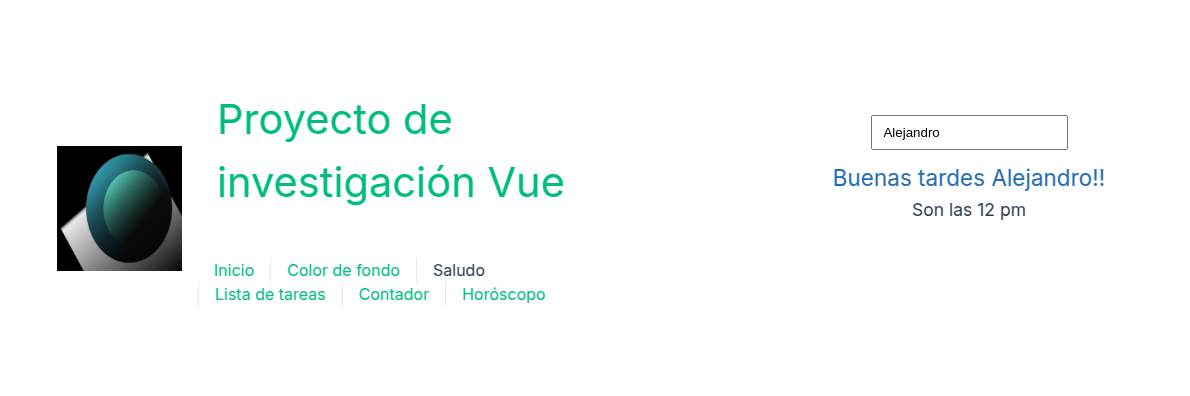 Proyecto de
investigación Vue
Inicio
Color de fondo
Saludo
Lista de tareas
Contador
Horóscopo
Alejandro
Buenas tardes Alejandro!!
Son las 12 pm